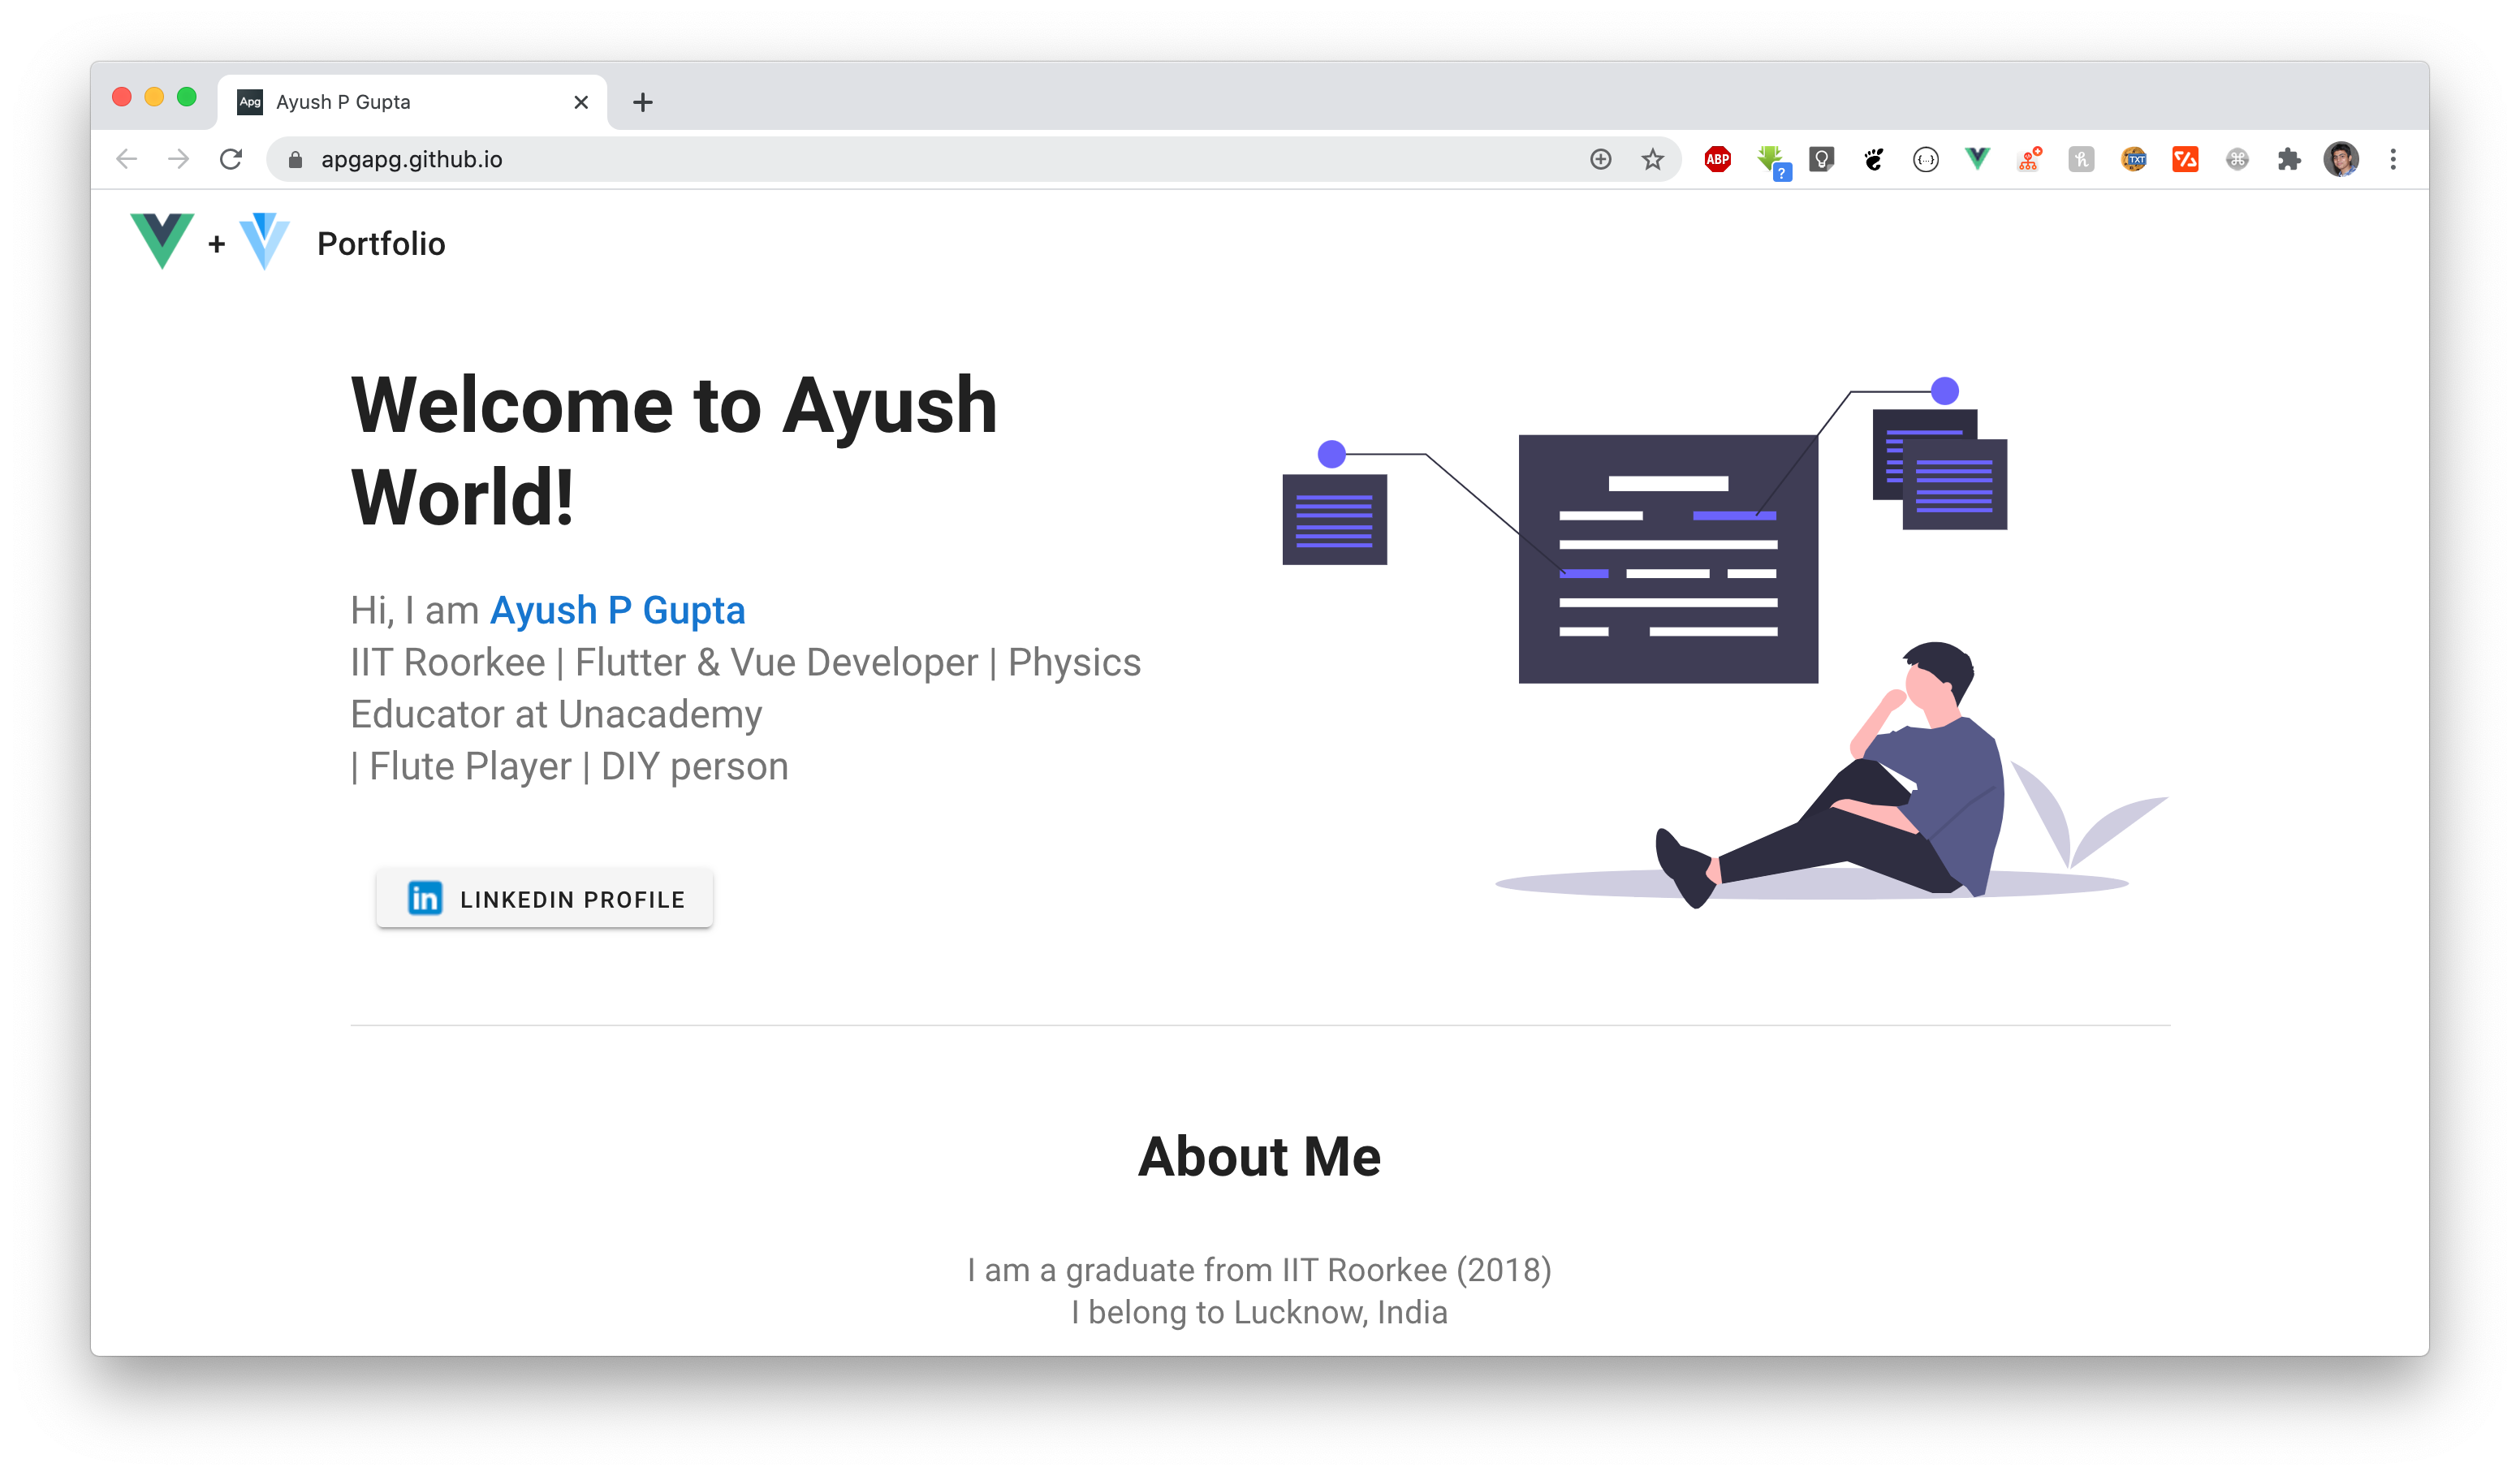 Apg Ayush P Gupta
apgapg.github.io
ABP
?
{...}
TXT
+ Portfolio
Welcome to Ayush
World!
Hi, I am Ayush P Gupta
IIT Roorkee | Flutter & Vue Developer | Physics
Educator at Unacademy
| Flute Player | DIY person
in LINKEDIN PROFILE
About Me
I am a graduate from IIT Roorkee (2018)
I belong to Lucknow, India